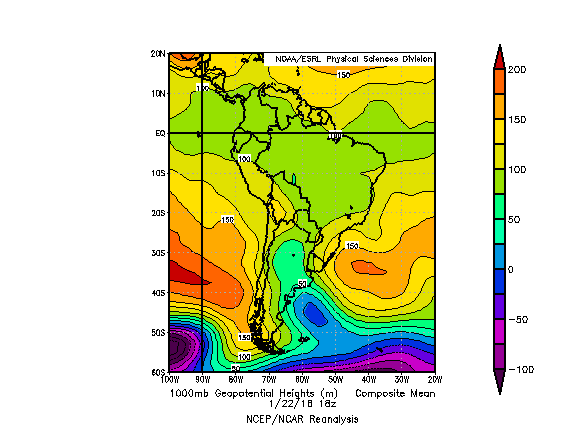 NOAA/ESRL Physical Sciences Division
20N
10N
EQ
10S
20S
30S
40S
50S
60S
100W 90W 80W 70W 60W 50W 40W 30W 20W
150
100
100
100
150
150
50
150
100
50
200
150
100
50
0
−50
−100
1000mb Geopotential Heights (m) Composite Mean
1/22/18 18z
NCEP/NCAR Reanalysis